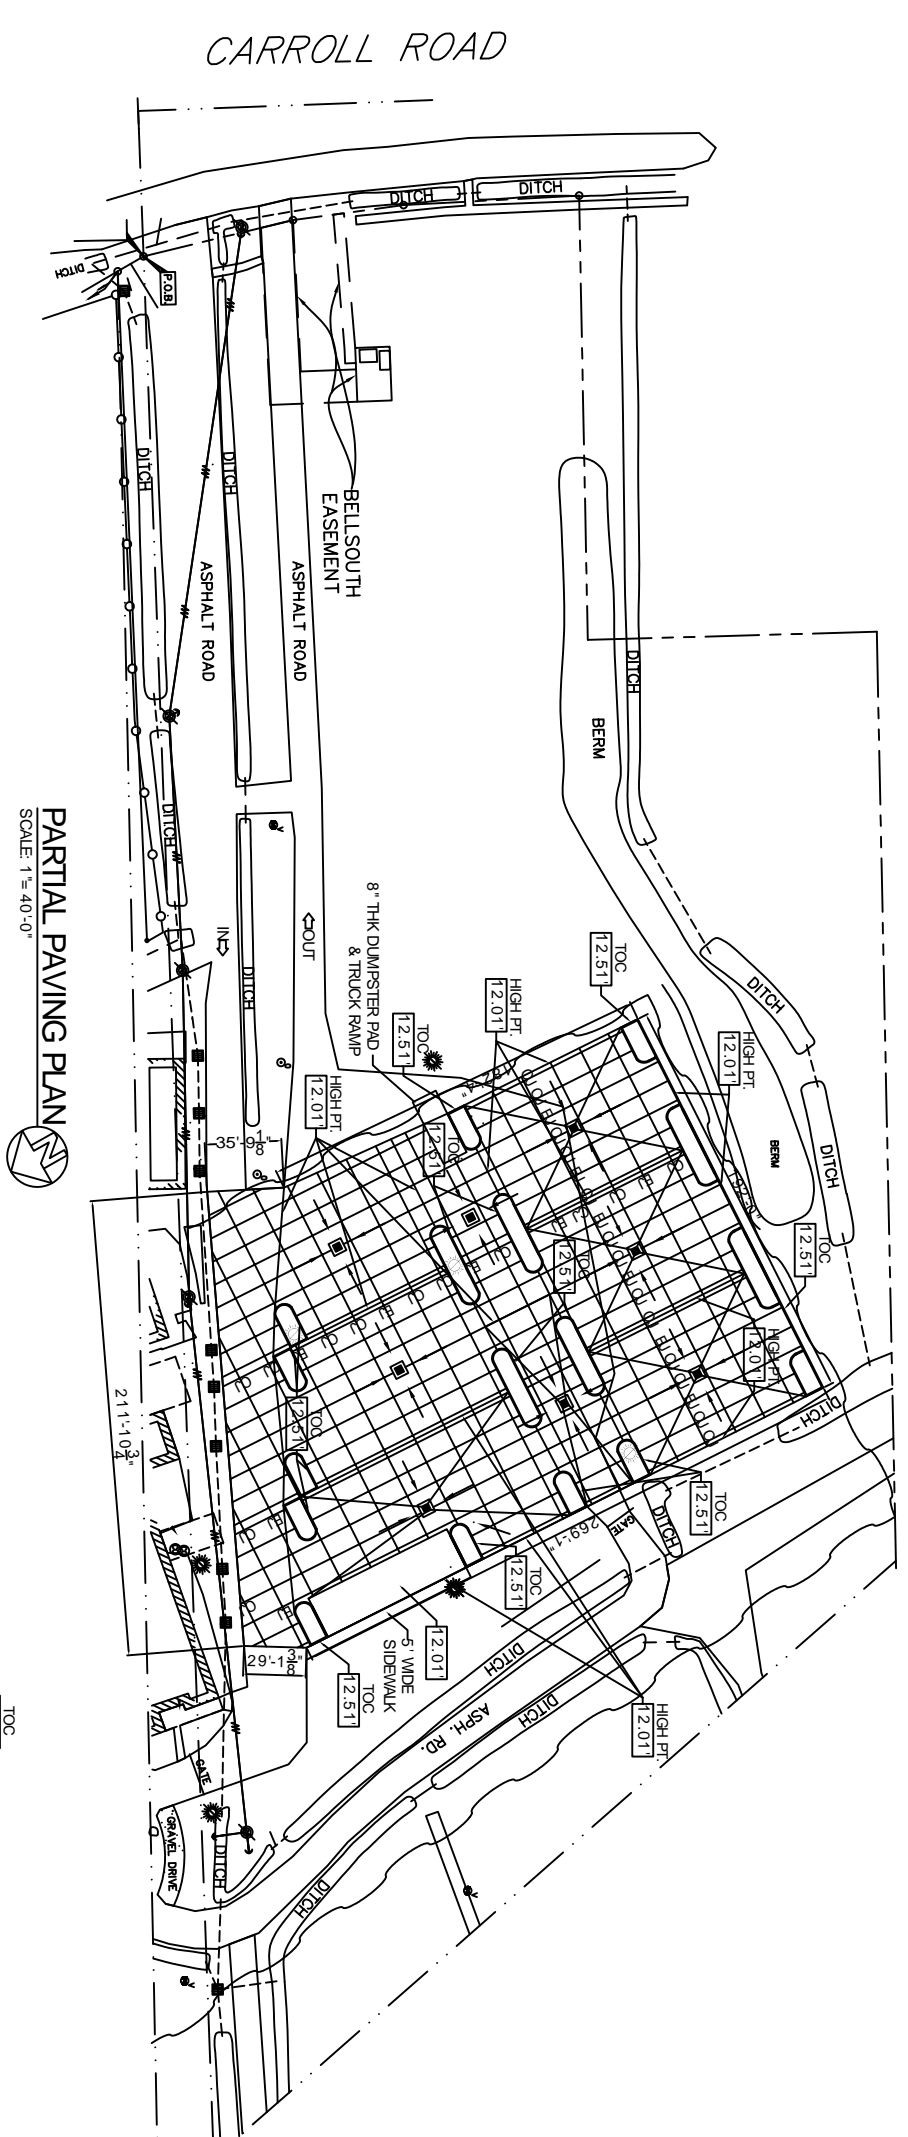 CARROLL ROAD
DITCH
DITCH
DITCH
P.O.B.
DITCH
DITCH
ASPHALT ROAD
ASPHALT ROAD
BELLSOUTH
EASEMENT
DITCH
BERM
DITCH
IN
OUT
DITCH
8" THK DUMPSTER PAD
& TRUCK RAMP
PARTIAL PAVING PLAN
SCALE: 1"= 40'-0"
N
TOC
12.51'
HIGH PT.
12.01'
TOC
12.51'
HIGH PT.
12.01'
TOC
12.51'
DITCH
HIGH PT.
12.01'
BERM
DITCH
192'-0"
TOC
12.51'
35'-9 1/8"
TOC
12.51'
HIGH PT.
12.01'
DITCH
TOC
12.51'
211'-10 3/4"
TOC
12.51'
GATE
DITCH
269'-1"
TOC
12.51'
12.01'
5' WIDE
SIDEWALK
29'-1 3/8"
TOC
12.51'
HIGH PT.
12.01'
DITCH
ASPH. RD.
DITCH
GATE
GRAVEL DRIVE
DITCH
DITCH
TOC